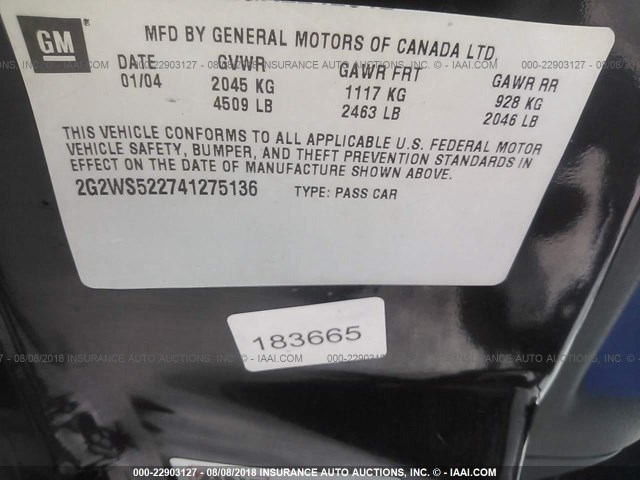 GM
MFD BY GENERAL MOTORS OF CANADA LTD
DATE GVWR GAWR FRT GAWR RR
01/04 2045 KG 1117 KG 928 KG
4509 LB 2463 LB 2046 LB
THIS VEHICLE CONFORMS TO ALL APPLICABLE U.S. FEDERAL MOTOR
VEHICLE SAFETY, BUMPER, AND THEFT PREVENTION STANDARDS IN
EFFECT ON THE DATE OF MANUFACTURE SHOWN ABOVE.
2G2WS522741275136 TYPE: PASS CAR
183665
000-22903127 - 08/08/2018 INSURANCE AUTO AUCTIONS, INC. - IAAI.COM